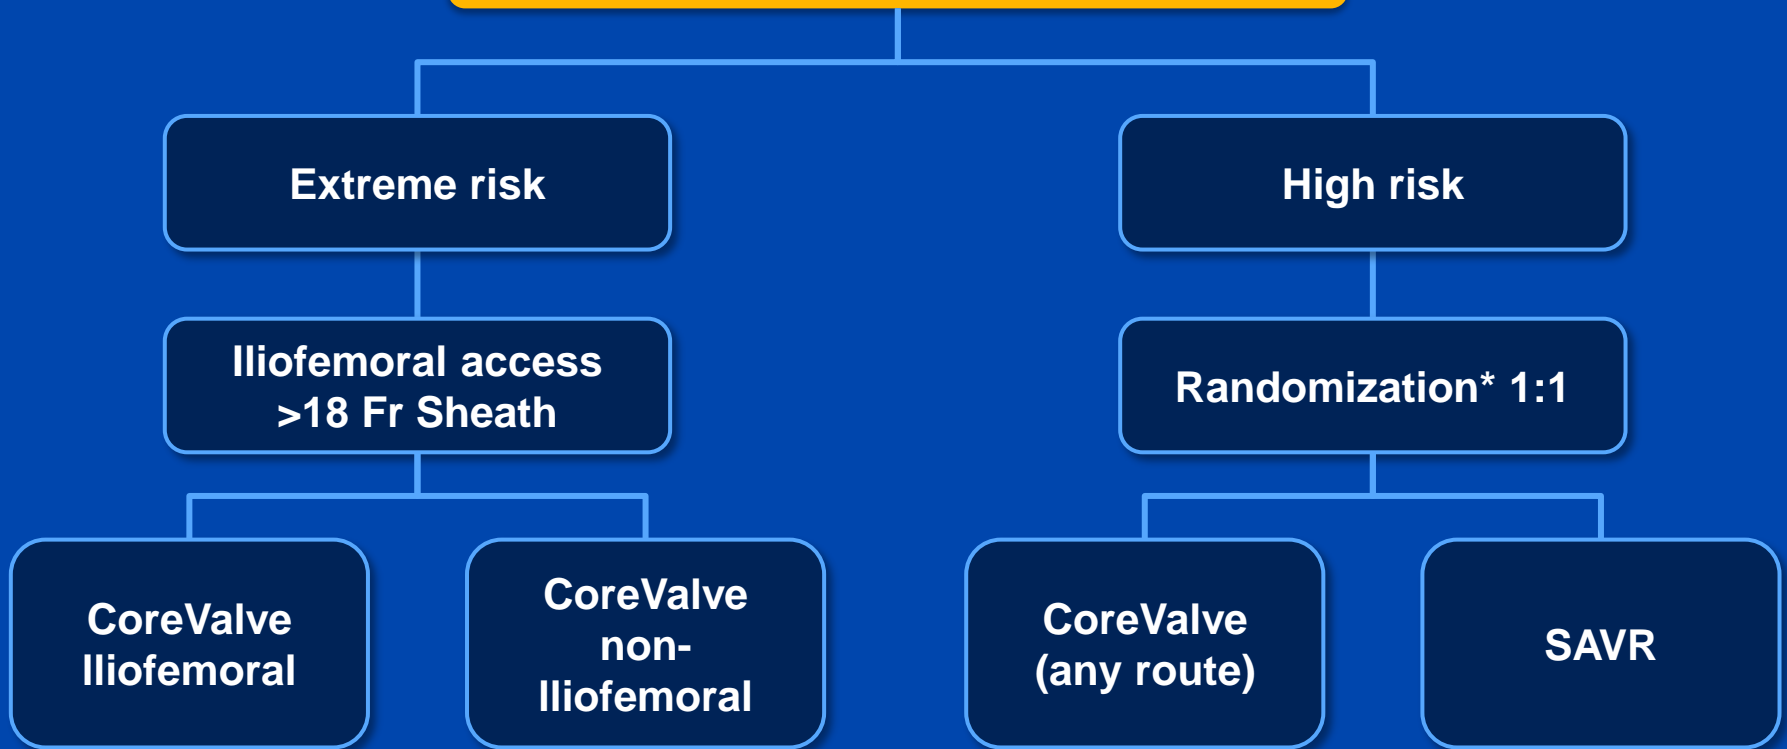 Extreme risk
High risk
Iliofemoral access
>18 Fr Sheath
Randomization* 1:1
CoreValve
Iliofemoral
CoreValve
non-
Iliofemoral
CoreValve
(any route)
SAVR